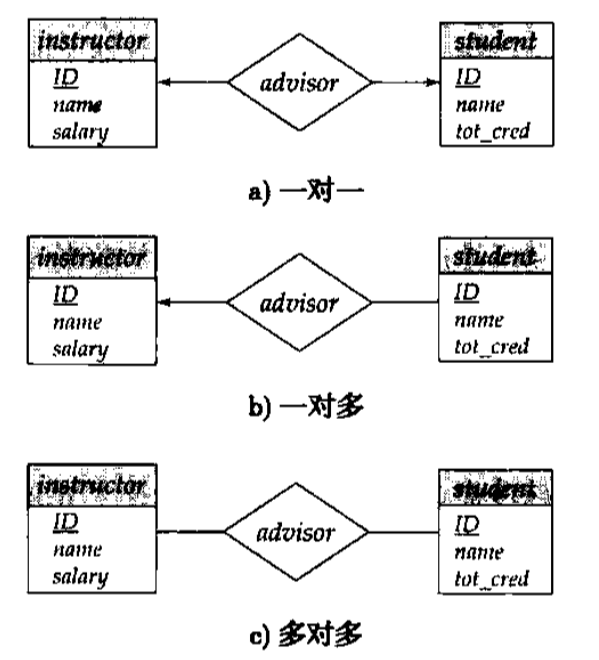 instructor student
ID ID
advisor
name name
salary tot_cred
a) 一对一
instructor student
ID ID
advisor
name name
salary tot_cred
b) 一对多
instructor student
ID ID
advisor
name name
salary tot_cred
c) 多对多